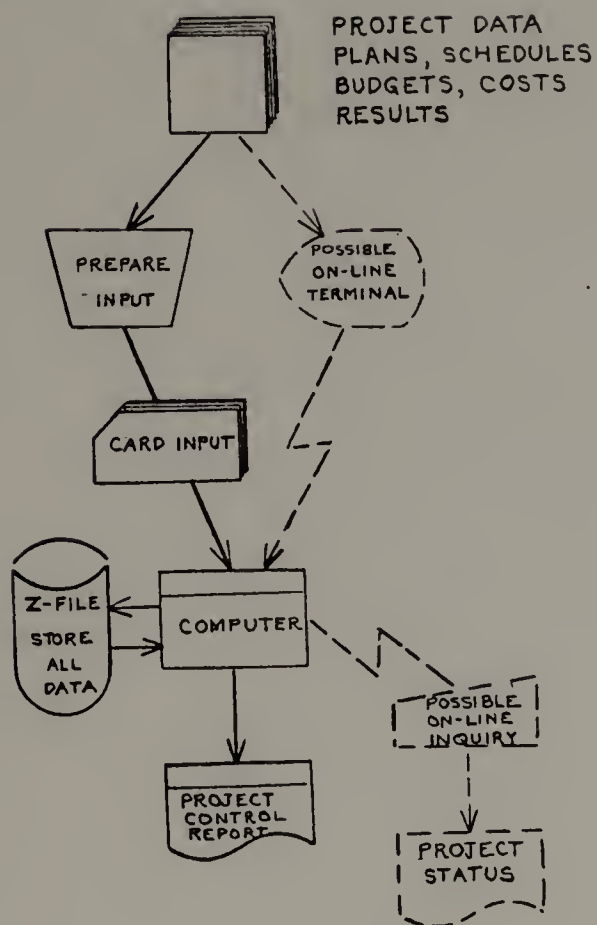 PROJECT DATA
PLANS, SCHEDULES
BUDGETS, COSTS
RESULTS
PREPARE
INPUT
POSSIBLE
ON-LINE
TERMINAL
CARD INPUT
Z-FILE
STORE
ALL
DATA
COMPUTER
POSSIBLE
ON-LINE
INQUIRY
PROJECT
CONTROL
REPORT
PROJECT
STATUS